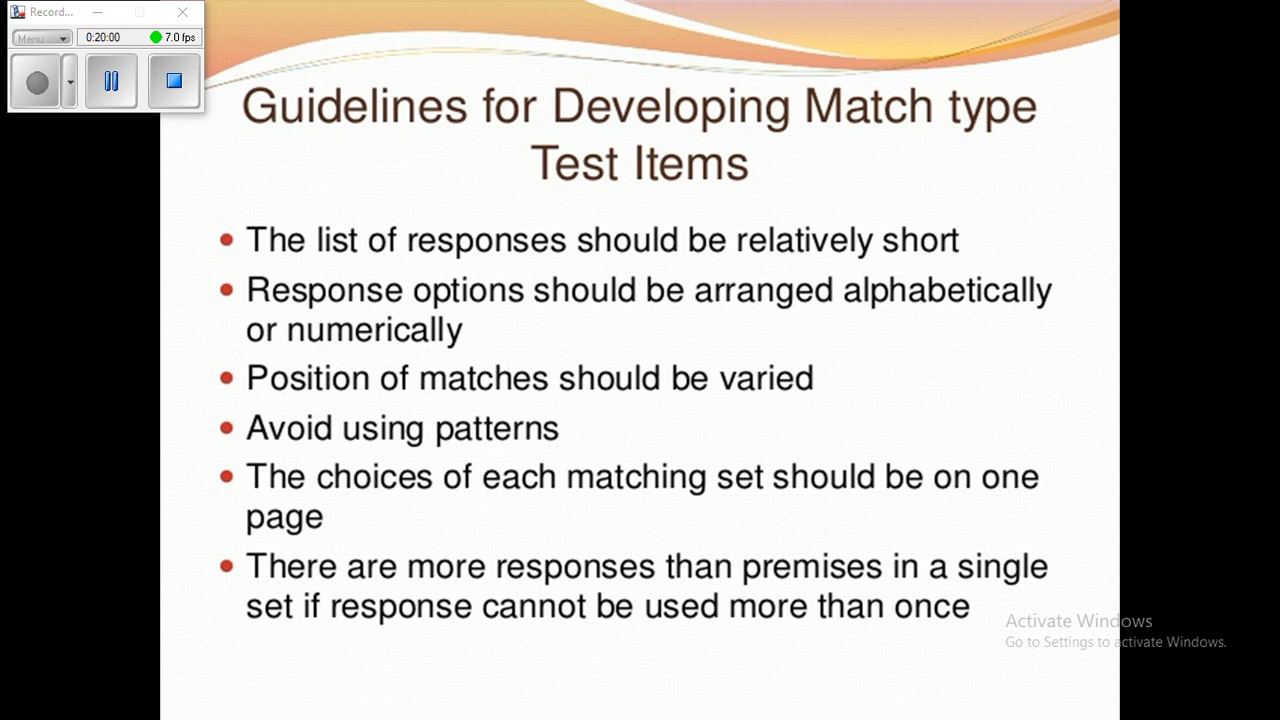 Record...
Menu
0:20:00
7.0 fps
Guidelines for Developing Match type
Test Items
The list of responses should be relatively short
Response options should be arranged alphabetically
or numerically
Position of matches should be varied
Avoid using patterns
The choices of each matching set should be on one
page
There are more responses than premises in a single
set if response cannot be used more than once
Activate Windows
Go to Settings to activate Windows.